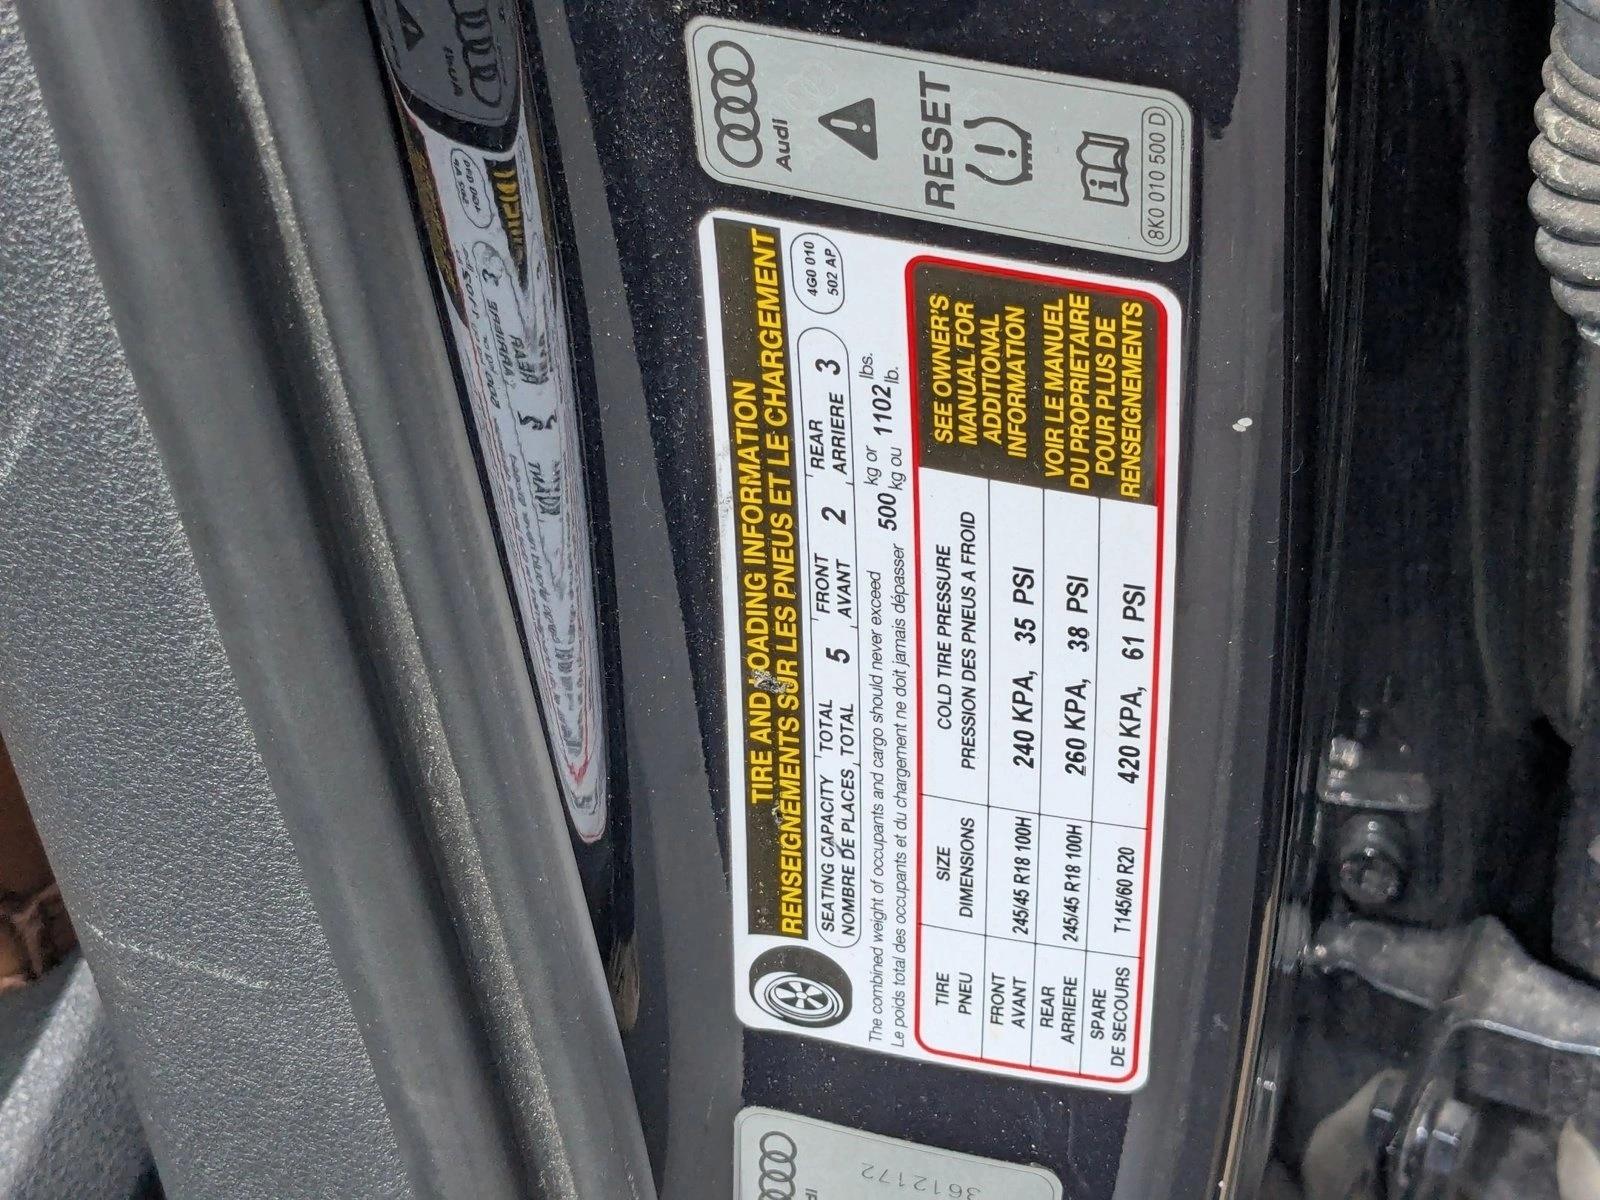 TIRE AND LOADING INFORMATION
RENSEIGNEMENTS SUR LES PNEUS ET LE CHARGEMENT
SEATING CAPACITY TOTAL 5 FRONT 2 REAR 3
NOMBRE DE PLACES TOTAL AVANT ARRIERE
4G0 010
502 AP
The combined weight of occupants and cargo should never exceed 500 kg or 1102 lbs.
Le poids total des occupants et du chargement ne doit jamais dépasser kg ou lb.
TIRE SIZE COLD TIRE PRESSURE
PNEU DIMENSIONS PRESSION DES PNEUS A FROID
FRONT
AVANT 245/45 R18 100H 240 KPA, 35 PSI
REAR
ARRIERE 245/45 R18 100H 260 KPA, 38 PSI
SPARE
DE SECOURS T145/60 R20 420 KPA, 61 PSI
SEE OWNER'S
MANUAL FOR
ADDITIONAL
INFORMATION
VOIR LE MANUEL
DU PROPRIETAIRE
POUR PLUS DE
RENSEIGNEMENTS
Audi
RESET
8K0 010 500 D
3612172